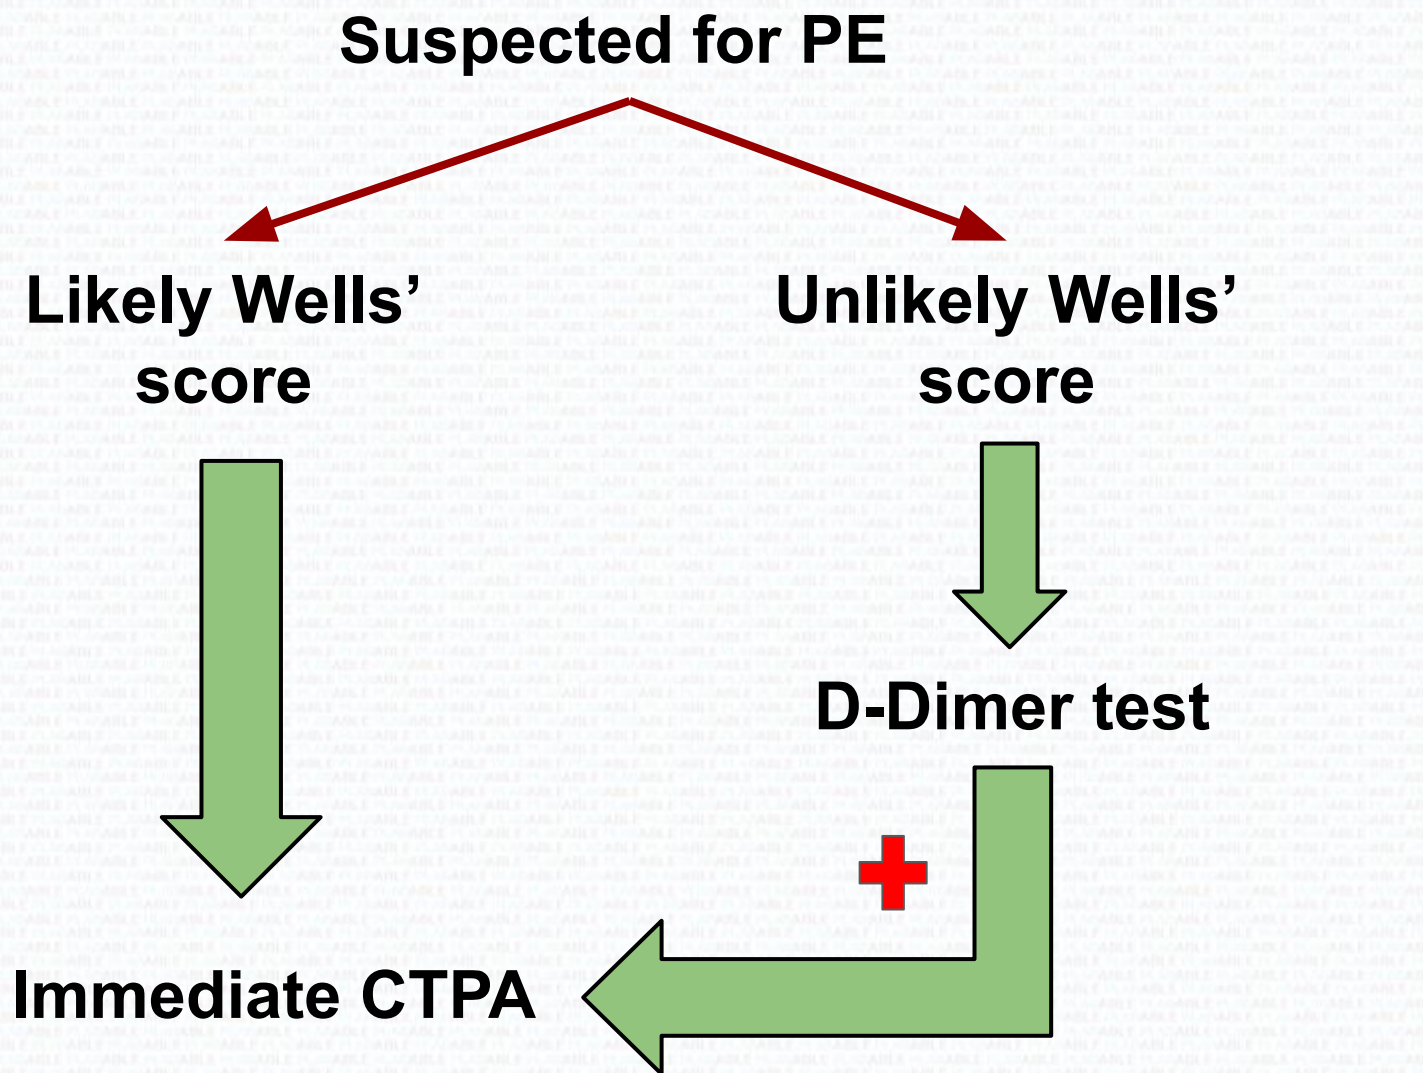 Suspected for PE
Likely Wells’
score
Unlikely Wells’
score
D-Dimer test
Immediate CTPA